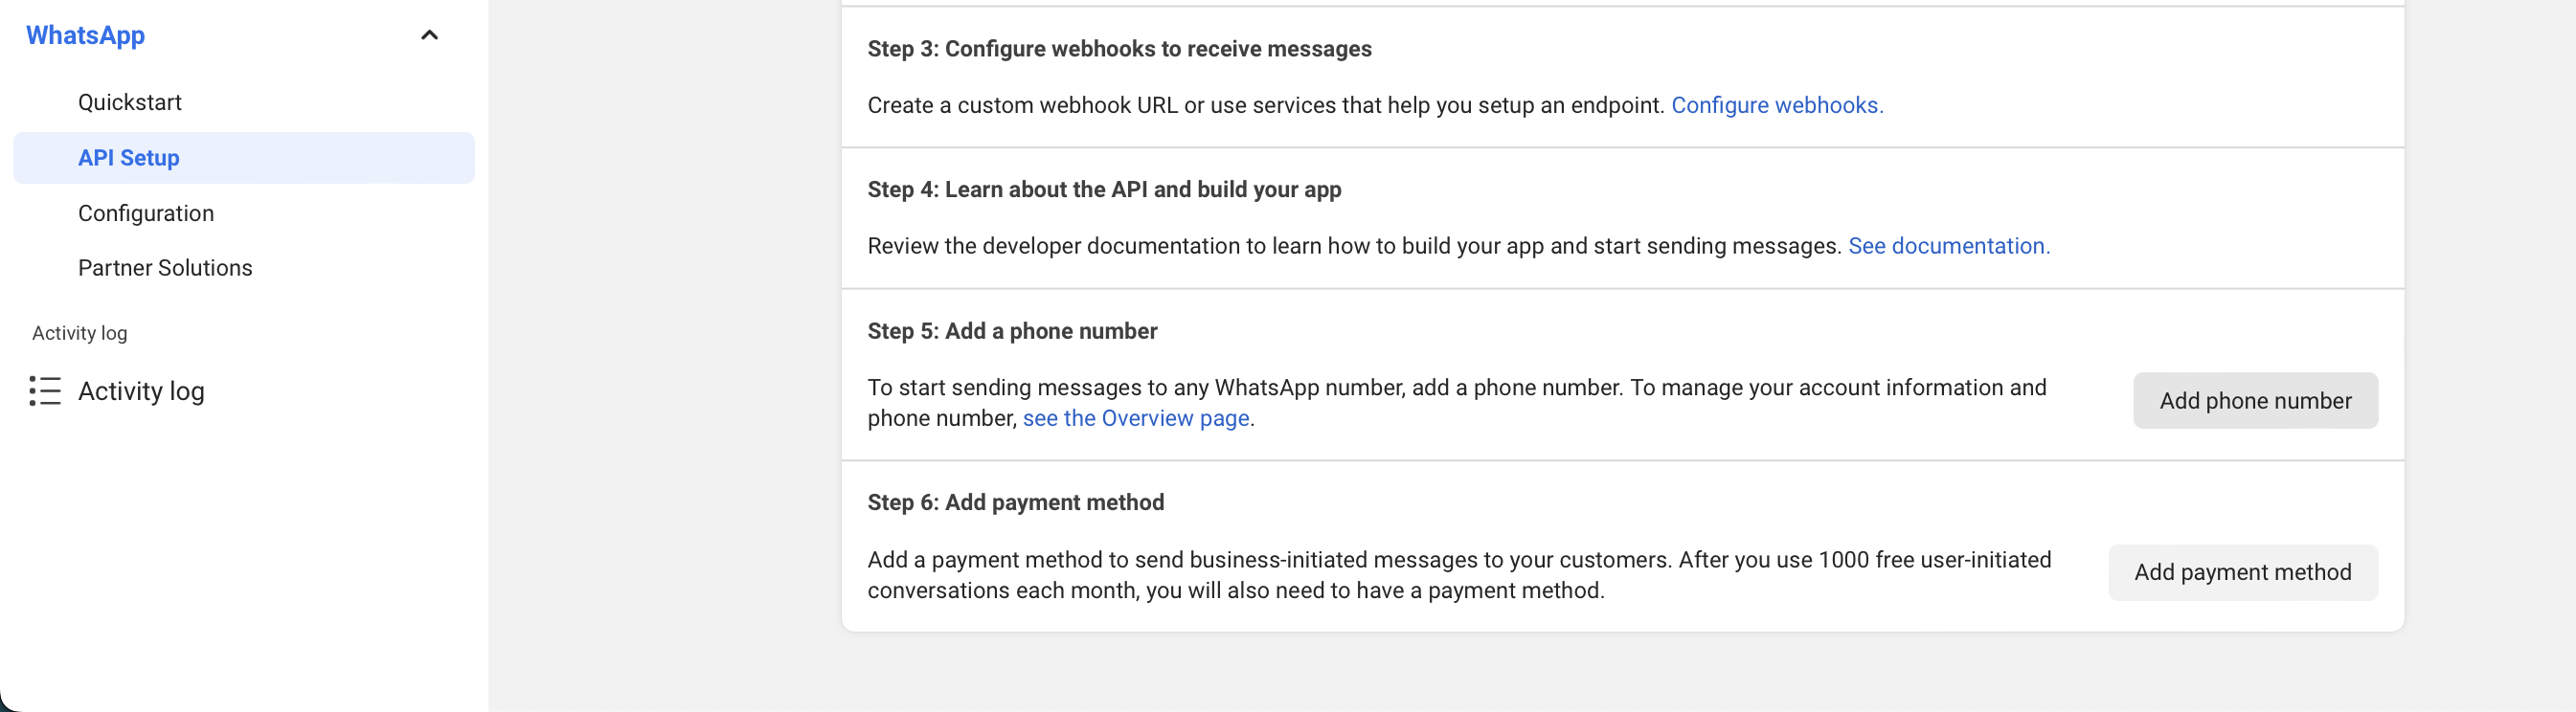 WhatsApp
Quickstart
API Setup
Configuration
Partner Solutions
Activity log
Activity log
Step 3: Configure webhooks to receive messages
Create a custom webhook URL or use services that help you setup an endpoint. Configure webhooks.
Step 4: Learn about the API and build your app
Review the developer documentation to learn how to build your app and start sending messages. See documentation.
Step 5: Add a phone number
To start sending messages to any WhatsApp number, add a phone number. To manage your account information and
phone number, see the Overview page.
Add phone number
Step 6: Add payment method
Add a payment method to send business-initiated messages to your customers. After you use 1000 free user-initiated
conversations each month, you will also need to have a payment method.
Add payment method